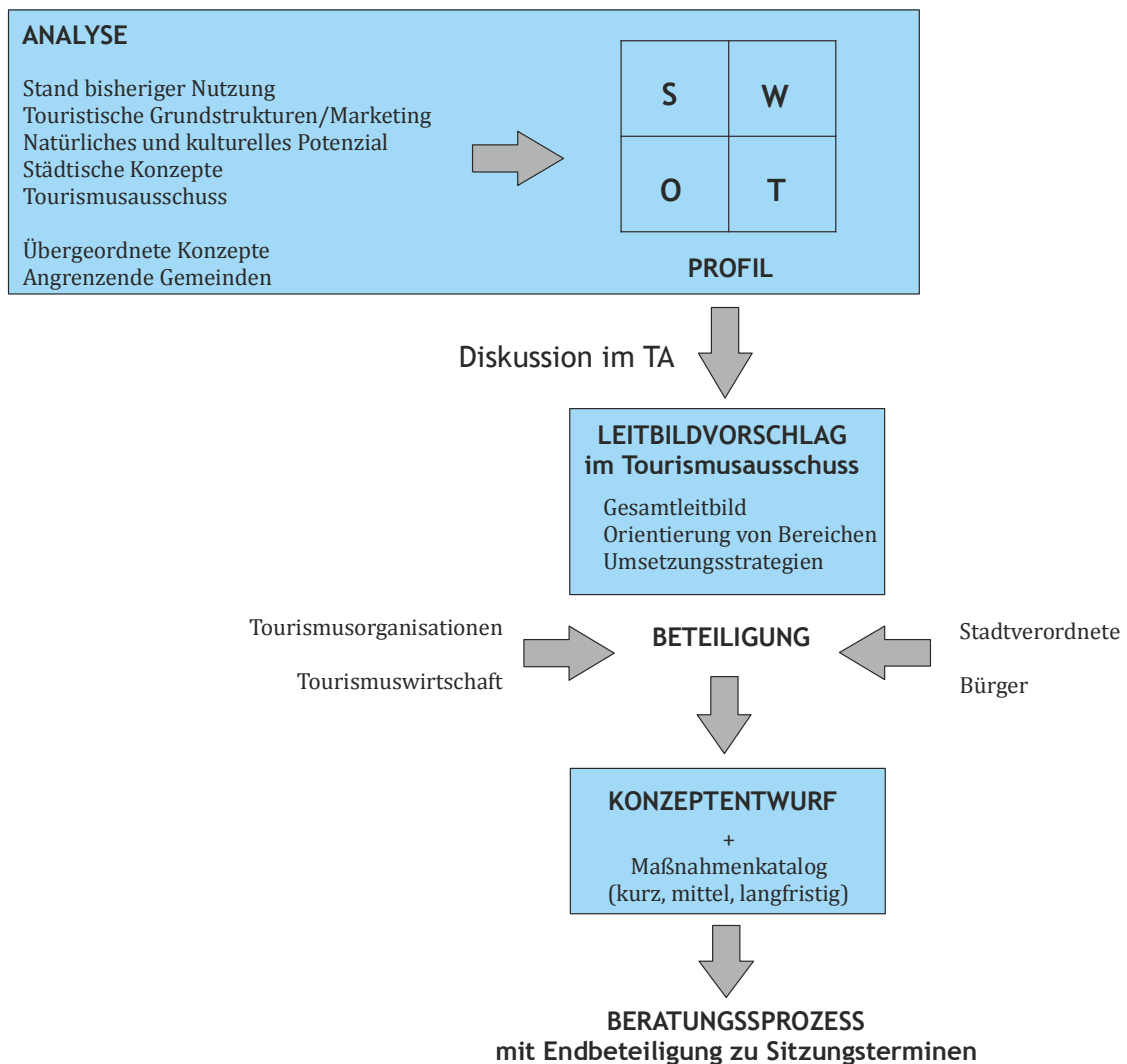 ANALYSE
Stand bisheriger Nutzung
Touristische Grundstrukturen/Marketing
Natürliches und kulturelles Potenzial
Städtische Konzepte
Tourismusausschuss
Übergeordnete Konzepte
Angrenzende Gemeinden
S W
O T
PROFIL
Diskussion im TA
LEITBILDVORSCHLAG
im Tourismusausschuss
Gesamtleitbild
Orientierung von Bereichen
Umsetzungsstrategien
Tourismusorganisationen
Tourismuswirtschaft
BETEILIGUNG
Stadtverordnete
Bürger
KONZEPTENTWURF
+
Maßnahmenkatalog
(kurz, mittel, langfristig)
BERATUNGSSPROZESS
mit Endbeteiligung zu Sitzungsterminen